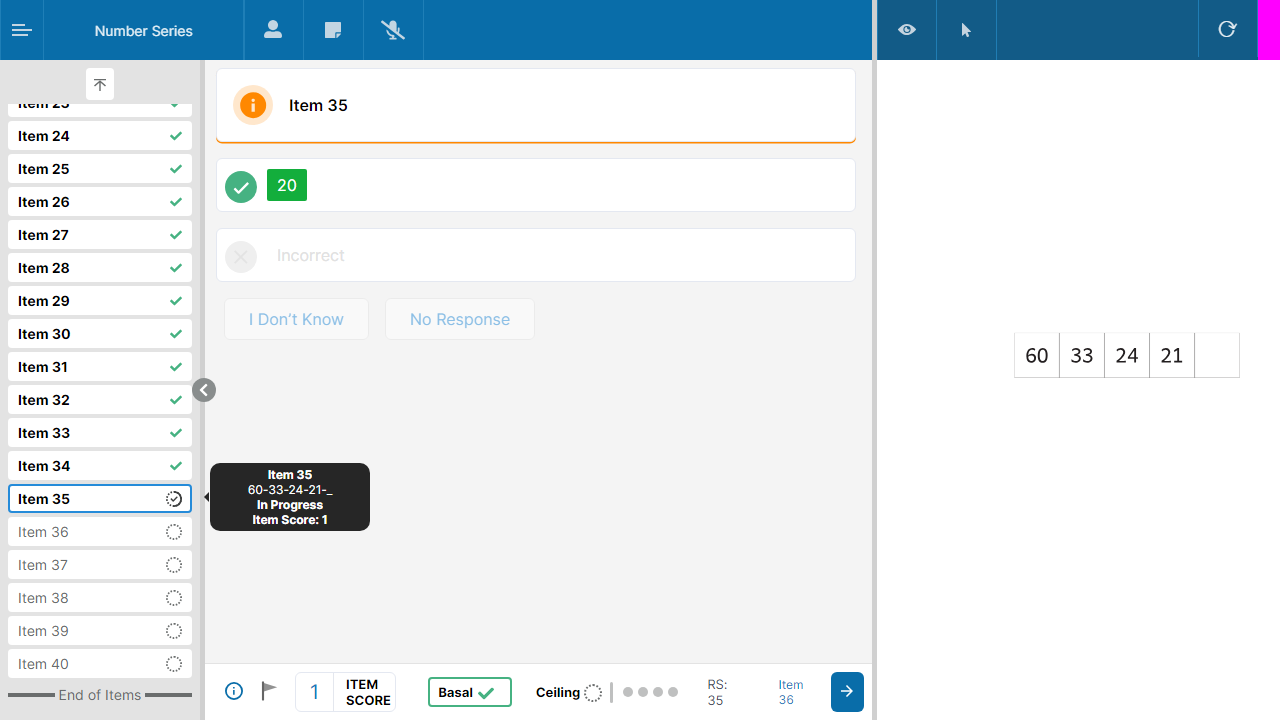 Number Series
Item 23
Item 24
Item 25
Item 26
Item 27
Item 28
Item 29
Item 30
Item 31
Item 32
Item 33
Item 34
Item 35
Item 36
Item 37
Item 38
Item 39
Item 40
End of Items
Item 35
20
Incorrect
I Don't Know
No Response
Item 35
60-33-24-21-_
In Progress
Item Score: 1
1
ITEM
SCORE
Basal
Ceiling
RS:
35
Item
36
60 33 24 21